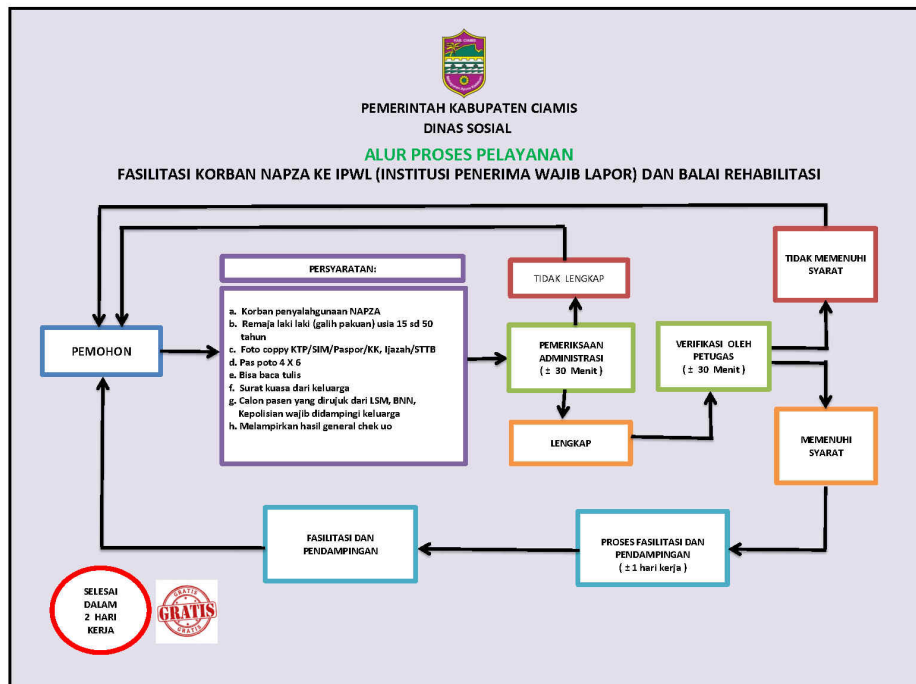 KAB. CIAMIS
PEMERINTAH KABUPATEN CIAMIS
DINAS SOSIAL
ALUR PROSES PELAYANAN
FASILITASI KORBAN NAPZA KE IPWL (INSTITUSI PENERIMA WAJIB LAPOR) DAN BALAI REHABILITASI
PEMOHON
PERSYARATAN:
a. Korban penyalahgunaan NAPZA
b. Remaja laki laki (galih pakuan) usia 15 sd 50
tahun
c. Foto coppy KTP/SIM/Paspor/KK, Ijazah/STTB
d. Pas poto 4 X 6
e. Bisa baca tulis
f. Surat kuasa dari keluarga
g. Calon pasen yang dirujuk dari LSM, BNN,
Kepolisian wajib didampingi keluarga
h. Melampirkan hasil general chek uo
TIDAK LENGKAP
PEMERIKSAAN
ADMINISTRASI
( ± 30 Menit )
LENGKAP
VERIFIKASI OLEH
PETUGAS
( ± 30 Menit )
TIDAK MEMENUHI
SYARAT
MEMENUHI
SYARAT
PROSES FASILITASI DAN
PENDAMPINGAN
( ± 1 hari kerja )
FASILITASI DAN
PENDAMPINGAN
SELESAI
DALAM
2 HARI
KERJA
GRATIS
GRATIS
GRATIS